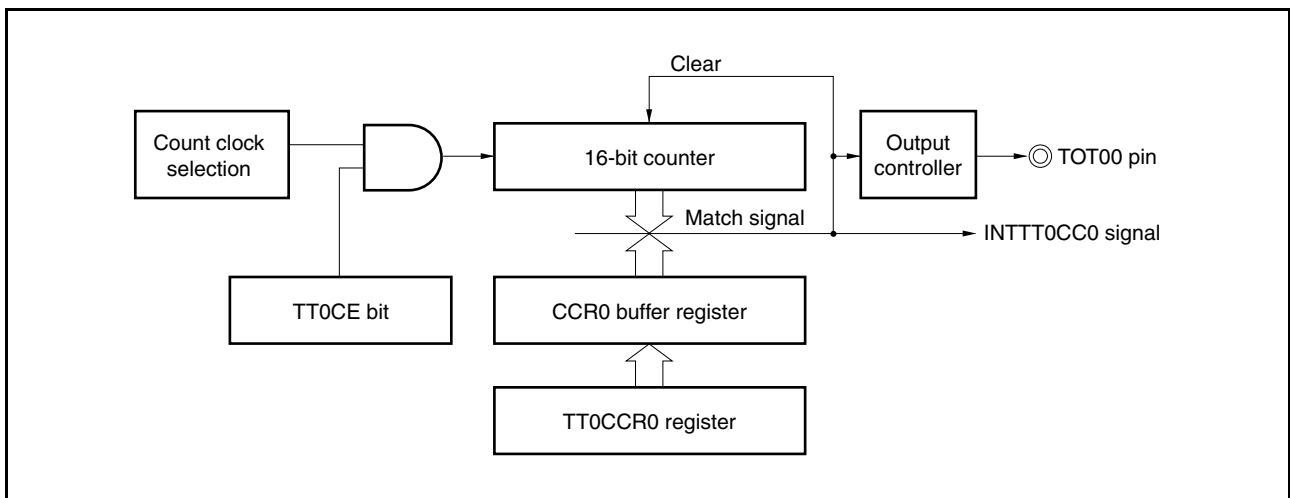 Clear
Count clock
selection
16-bit counter
Output
controller
TOT00 pin
Match signal
INTTT0CC0 signal
TT0CE bit
CCR0 buffer register
TT0CCR0 register